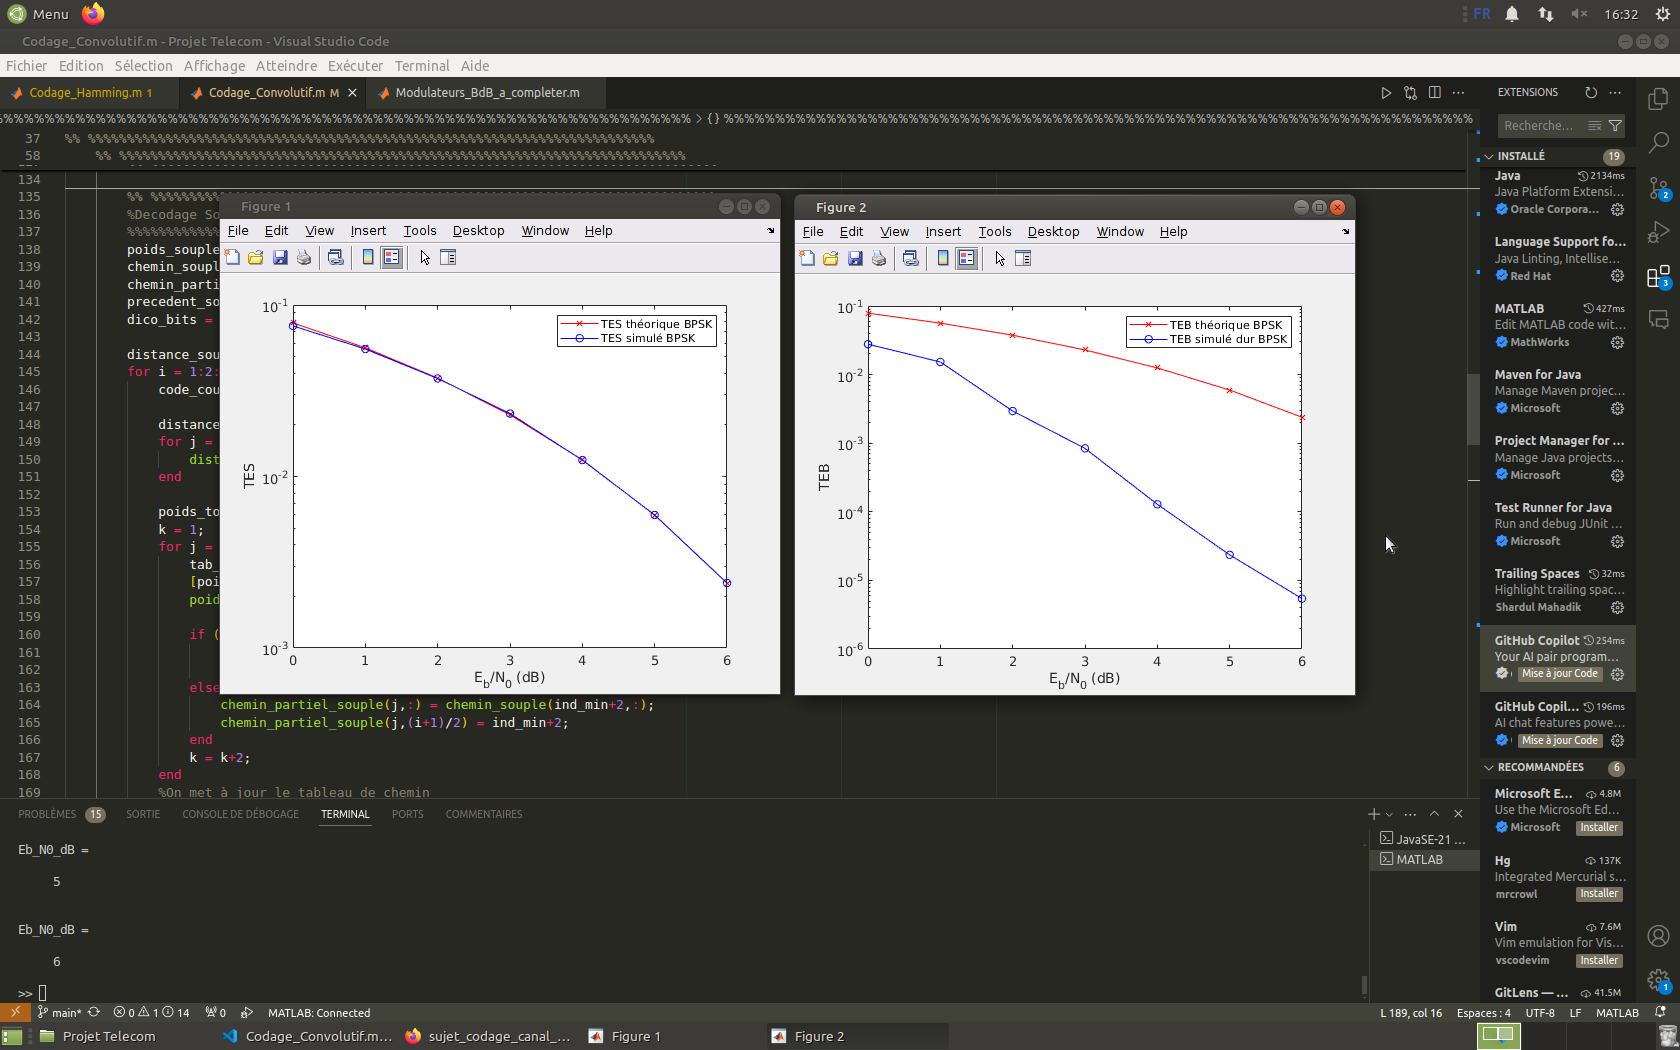 Menu
FR
16:32
Codage_Convolutif.m - Projet Telecom - Visual Studio Code
Fichier Edition Sélection Affichage Atteindre Exécuter Terminal Aide
Codage_Hamming.m 1
Codage_Convolutif.m M
Modulateurs_BdB_a_completer.m
37
58
134
135 %%
136 %Decodage So
137
138 poids_souple
139 chemin_soupl
140 chemin_parti
141 precedent_so
142 dico_bits =
143
144 distance_sou
145 for i = 1:2:
146 code_cou
147
148 distance
149 for j =
150 dist
151 end
152
153 poids_to
154 k = 1;
155 for j =
156 tab_
157 [poi
158 poid
159
160 if (
161
162
163 else
164 chemin_partiel_souple(j,:) = chemin_souple(ind_min+2,:);
165 chemin_partiel_souple(j,(i+1)/2) = ind_min+2;
166 end
167 k = k+2;
168 end
169 %On met à jour le tableau de chemin
Figure 1
File Edit View Insert Tools Desktop Window Help
TES théorique BPSK
TES simulé BPSK
10-1
10-2
10-3
TES
0 1 2 3 4 5 6
Eb/N0 (dB)
Figure 2
File Edit View Insert Tools Desktop Window Help
TEB théorique BPSK
TEB simulé dur BPSK
10-1
10-2
10-3
10-4
10-5
10-6
TEB
0 1 2 3 4 5 6
Eb/N0 (dB)
EXTENSIONS
Recherche...
INSTALLÉ 19
Java 2134ms
Java Platform Extensi...
Oracle Corpora...
Language Support fo...
Java Linting, Intellise...
Red Hat
MATLAB 427ms
Edit MATLAB code wit...
MathWorks
Maven for Java
Manage Maven projec...
Microsoft
Project Manager for ...
Manage Java projects...
Microsoft
Test Runner for Java
Run and debug JUnit ...
Microsoft
Trailing Spaces 32ms
Highlight trailing spac...
Shardul Mahadik
GitHub Copilot 254ms
Your AI pair program...
Mise à jour Code
GitHub Copil... 196ms
AI chat features powe...
Mise à jour Code
RECOMMANDÉES 6
Microsoft E... 4.8M
Use the Microsoft Ed...
Microsoft Installer
Hg 137K
Integrated Mercurial s...
mrcrowl Installer
Vim 7.6M
Vim emulation for Vis...
vscodevim Installer
GitLens — ... 41.5M
2
3
1
PROBLÈMES 15 SORTIE CONSOLE DE DÉBOGAGE TERMINAL PORTS COMMENTAIRES
JavaSE-21 ...
MATLAB
Eb_N0_dB =
5
Eb_N0_dB =
6
>>
main* 0 1 14 0 MATLAB: Connected
L 189, col 16 Espaces : 4 UTF-8 LF MATLAB
Projet Telecom
Codage_Convolutif.m...
sujet_codage_canal_...
Figure 1
Figure 2